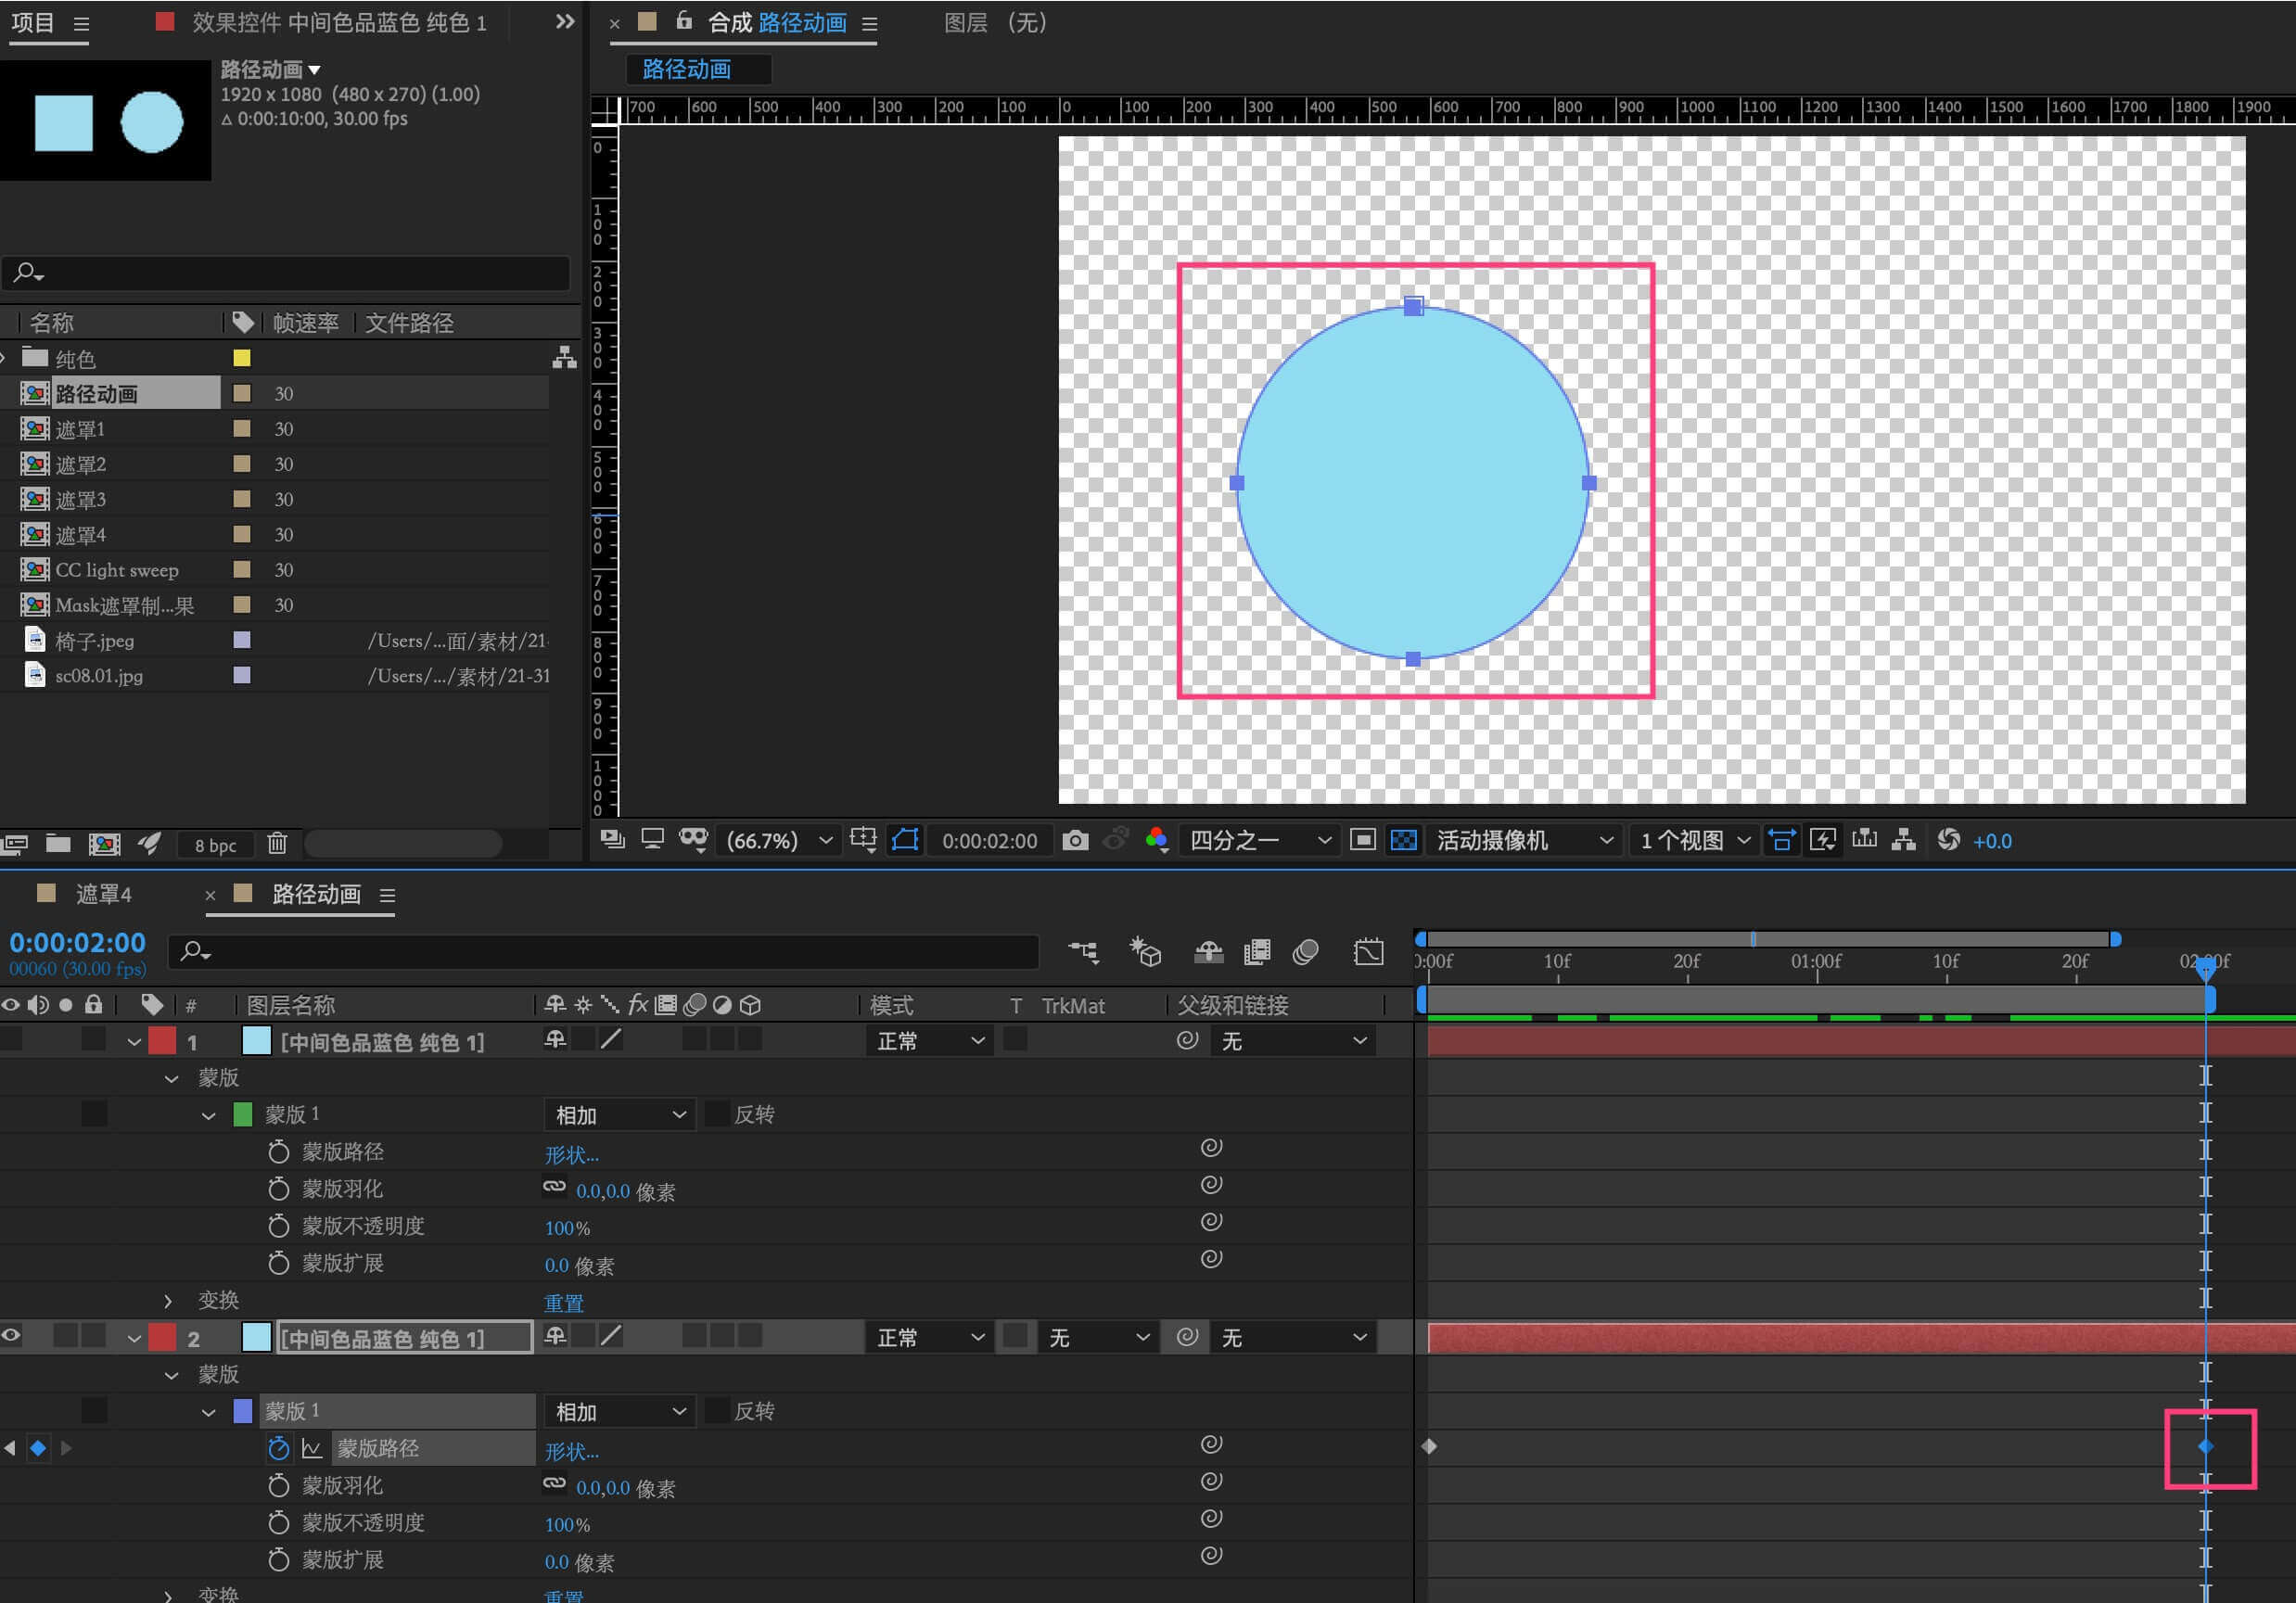 项目
效果控件 中间色品蓝色 纯色 1
合成 路径动画
图层 (无)
路径动画
1920 x 1080 (480 x 270) (1.00)
△ 0:00:10:00, 30.00 fps
路径动画
700 600 500 400 300 200 100 0 100 200 300 400 500 600 700 800 900 1000 1100 1200 1300 1400 1500 1600 1700 1800 1900
0
100
200
300
400
500
600
700
800
900
1000
名称 帧速率 文件路径
纯色
路径动画 30
遮罩1 30
遮罩2 30
遮罩3 30
遮罩4 30
CC light sweep 30
Mask遮罩制...果 30
椅子.jpeg /Users/...面/素材/21-
sc08.01.jpg /Users/.../素材/21-31
8 bpc
(66.7%) 0:00:02:00 四分之一 活动摄像机 1 个视图 +0.0
遮罩4 路径动画
0:00:02:00
00060 (30.00 fps)
0:00f 10f 20f 01:00f 10f 20f 02:00f
# 图层名称 fx 模式 T TrkMat 父级和链接
1 [中间色品蓝色 纯色 1] 正常 无
蒙版
蒙版 1 相加 反转
蒙版路径 形状...
蒙版羽化 0.0,0.0 像素
蒙版不透明度 100%
蒙版扩展 0.0 像素
变换 重置
2 [中间色品蓝色 纯色 1] 正常 无 无
蒙版
蒙版 1 相加 反转
蒙版路径 形状...
蒙版羽化 0.0,0.0 像素
蒙版不透明度 100%
蒙版扩展 0.0 像素
变换 重置